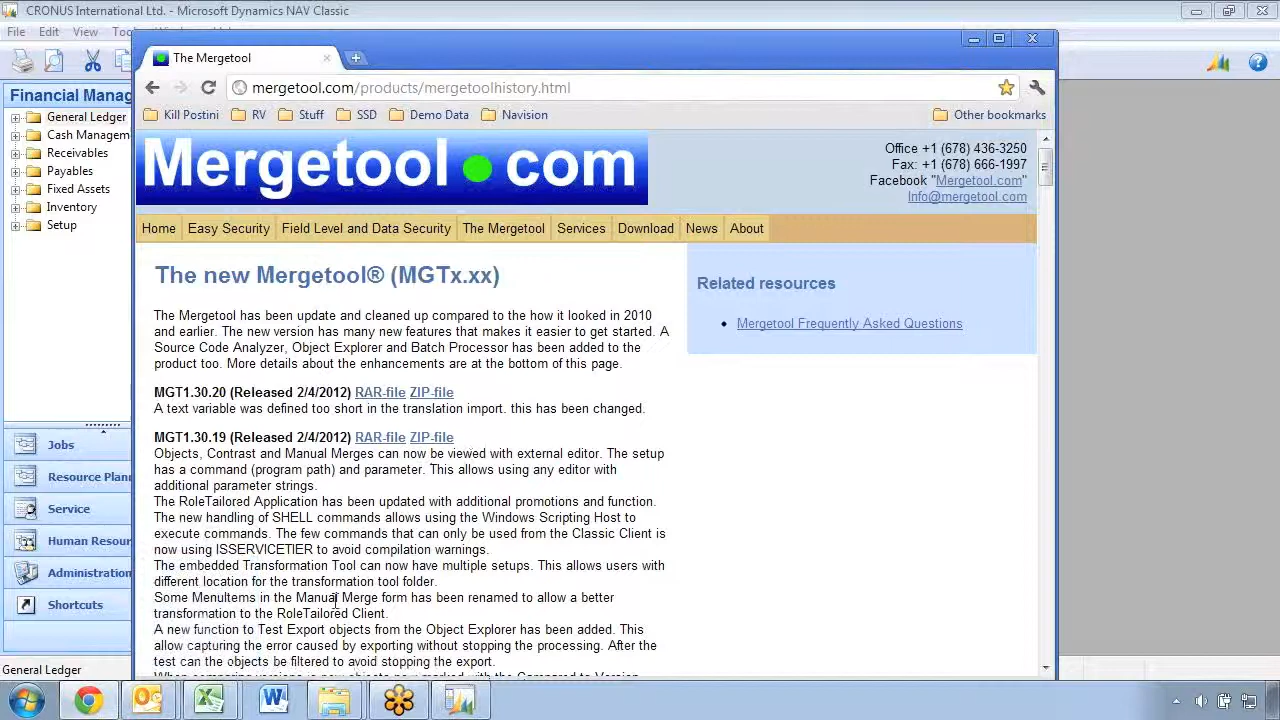 CRONUS International Ltd. - Microsoft Dynamics NAV Classic
File Edit View
The Mergetool
mergetool.com/products/mergetoolhistory.html
Kill Postini RV Stuff SSD Demo Data Navision Other bookmarks
Financial Mana
General Ledger
Cash Managem
Receivables
Payables
Fixed Assets
Inventory
Setup
Jobs
Resource Plann
Service
Human Resour
Administration
Shortcuts
General Ledger
Mergetool.com
Office +1 (678) 436-3250
Fax: +1 (678) 666-1997
Facebook "Mergetool.com"
Info@mergetool.com
Home Easy Security Field Level and Data Security The Mergetool Services Download News About
The new Mergetool® (MGTx.xx)
The Mergetool has been update and cleaned up compared to the how it looked in 2010
and earlier. The new version has many new features that makes it easier to get started. A
Source Code Analyzer, Object Explorer and Batch Processor has been added to the
product too. More details about the enhancements are at the bottom of this page.
MGT1.30.20 (Released 2/4/2012) RAR-file ZIP-file
A text variable was defined too short in the translation import. this has been changed.
MGT1.30.19 (Released 2/4/2012) RAR-file ZIP-file
Objects, Contrast and Manual Merges can now be viewed with external editor. The setup
has a command (program path) and parameter. This allows using any editor with
additional parameter strings.
The RoleTailored Application has been updated with additional promotions and function.
The new handling of SHELL commands allows using the Windows Scripting Host to
execute commands. The few commands that can only be used from the Classic Client is
now using ISSERVICETIER to avoid compilation warnings.
The embedded Transformation Tool can now have multiple setups. This allows users with
different location for the transformation tool folder.
Some MenuItems in the Manual Merge form has been renamed to allow a better
transformation to the RoleTailored Client.
A new function to Test Export objects from the Object Explorer has been added. This
allow capturing the error caused by exporting without stopping the processing. After the
test can the objects be filtered to avoid stopping the export.
Related resources
Mergetool Frequently Asked Questions